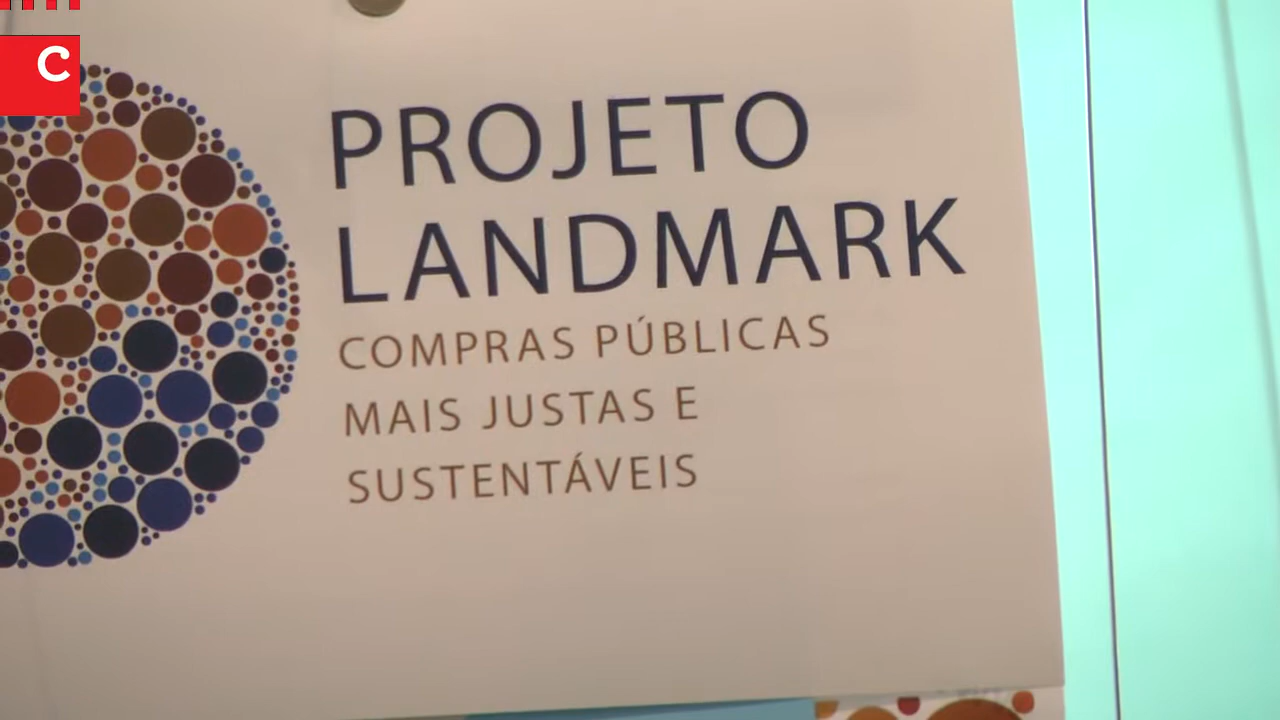 C
PROJETO
LANDMARK
COMPRAS PÚBLICAS
MAIS JUSTAS E
SUSTENTÁVEIS